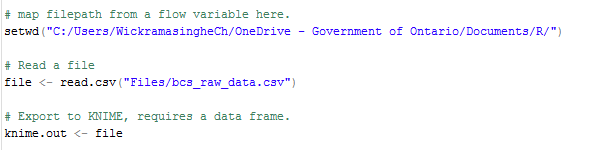 # map filepath from a flow variable here.
setwd("C:/Users/WickramasingheCh/OneDrive - Government of Ontario/Documents/R/")
# Read a file
file <- read.csv("Files/bcs_raw_data.csv")
# Export to KNIME, requires a data frame.
knime.out <- file